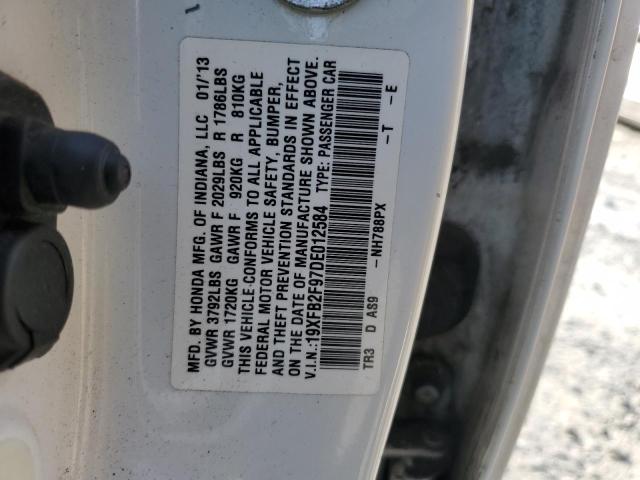 MFD. BY HONDA MFG. OF INDIANA, LLC 01/'13
GVWR 3792LBS GAWR F 2029LBS R 1786LBS
GVWR 1720KG GAWR F 920KG R 810KG
THIS VEHICLE CONFORMS TO ALL APPLICABLE
FEDERAL MOTOR VEHICLE SAFETY, BUMPER,
AND THEFT PREVENTION STANDARDS IN EFFECT
ON THE DATE OF MANUFACTURE SHOWN ABOVE.
V.I.N.:19XFB2F97DE012584 TYPE: PASSENGER CAR
TR3 D AS9 -NH788PX -T -E